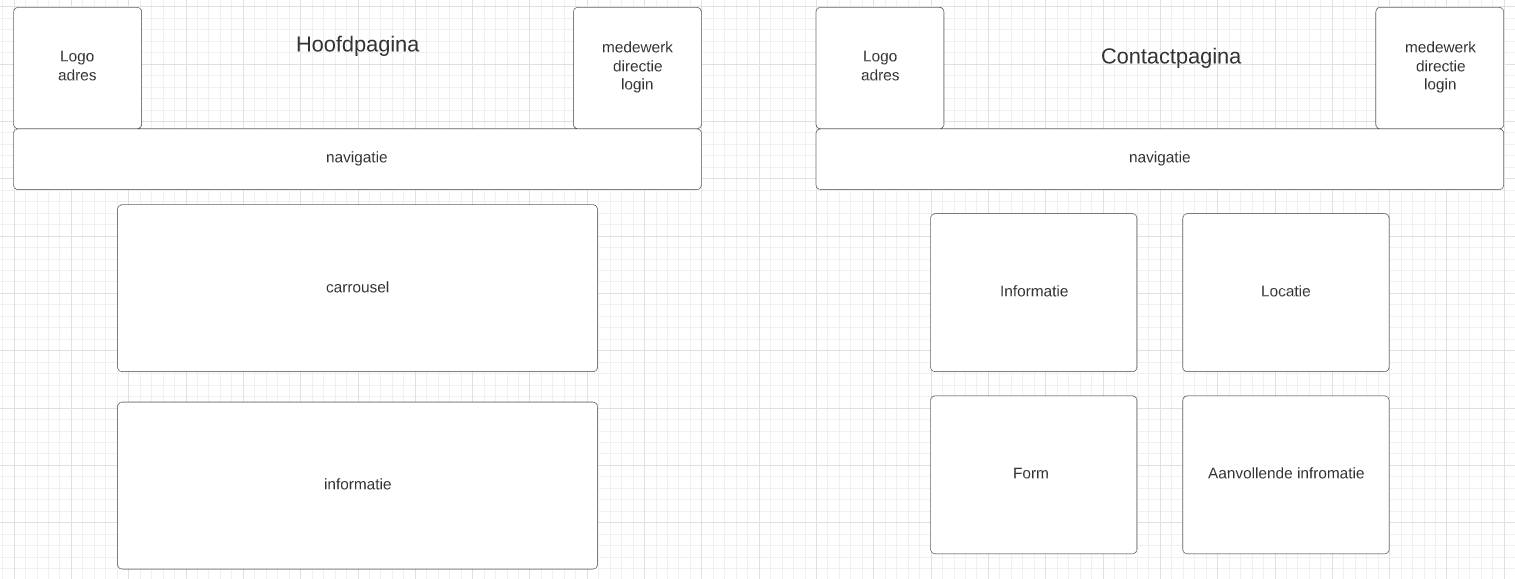 Logo
adres
Hoofdpagina
medewerk
directie
login
navigatie
carrousel
informatie
Logo
adres
Contactpagina
medewerk
directie
login
navigatie
Informatie
Locatie
Form
Aanvollende infromatie